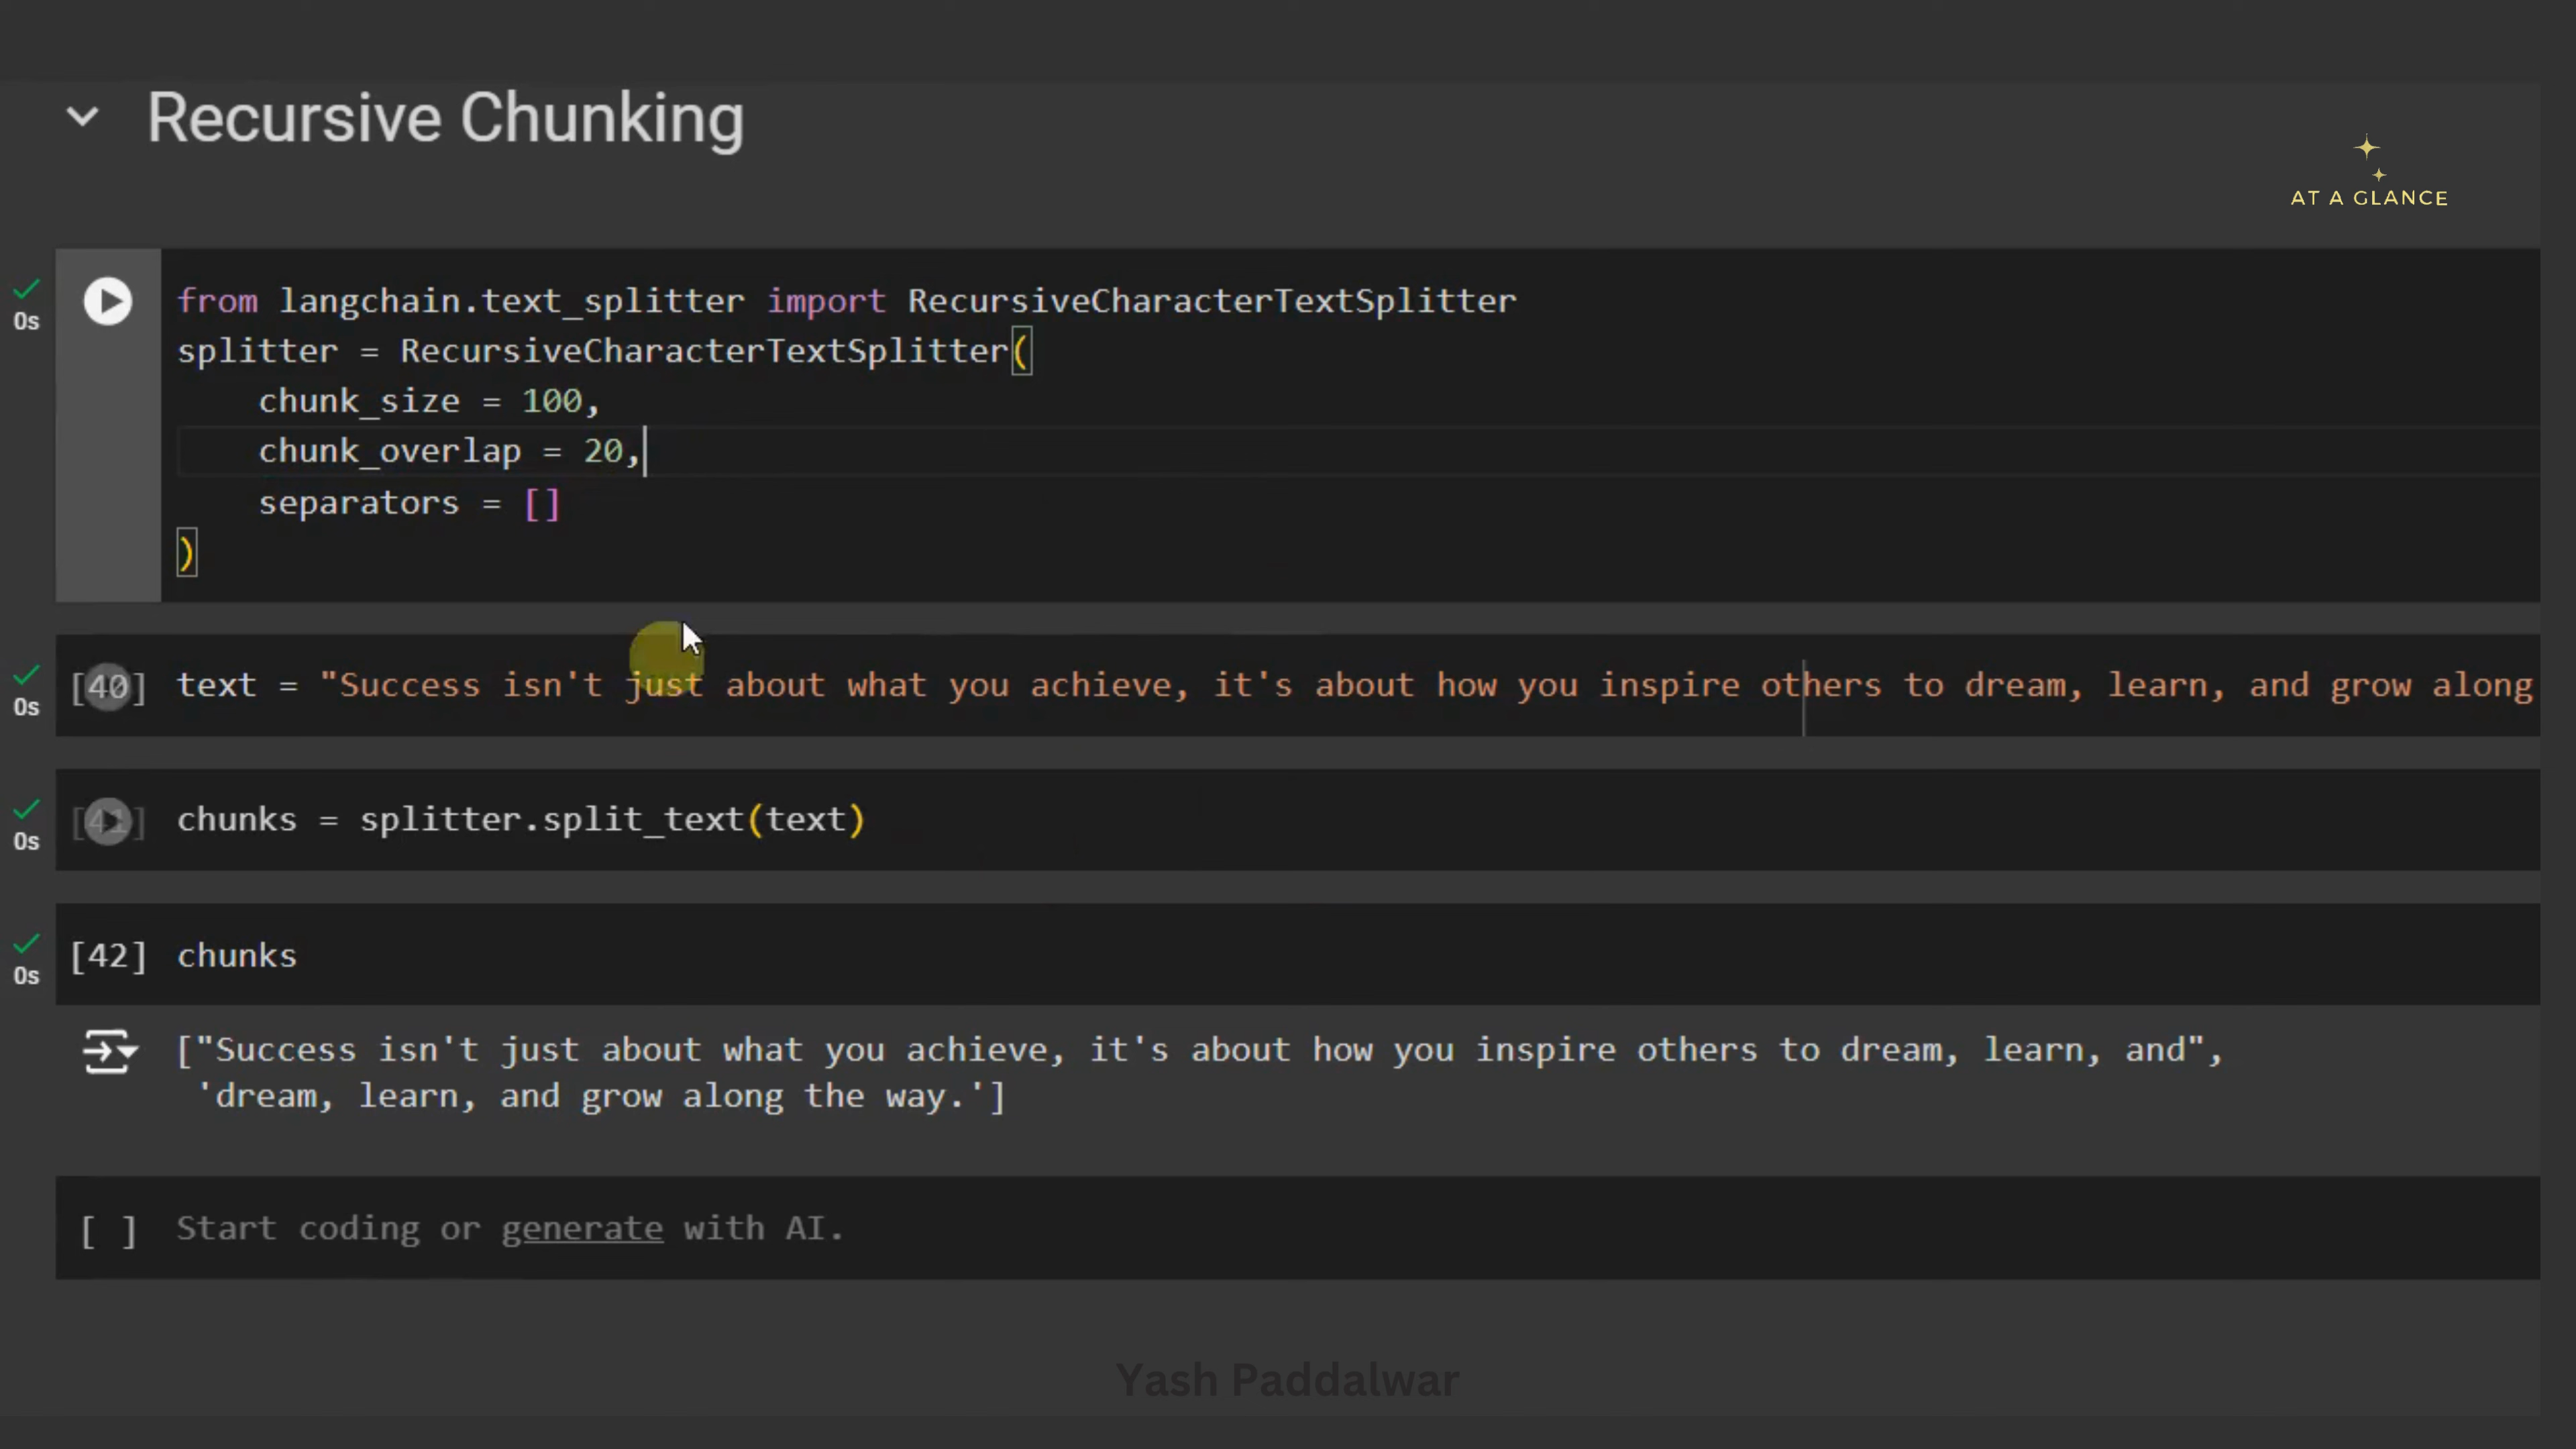 Recursive Chunking
AT A GLANCE
0s
from langchain.text_splitter import RecursiveCharacterTextSplitter
splitter = RecursiveCharacterTextSplitter(
    chunk_size = 100,
    chunk_overlap = 20,
    separators = []
)
0s [40] text = "Success isn't just about what you achieve, it's about how you inspire others to dream, learn, and grow along
0s [41] chunks = splitter.split_text(text)
0s [42] chunks
["Success isn't just about what you achieve, it's about how you inspire others to dream, learn, and",
 'dream, learn, and grow along the way.']
[ ] Start coding or generate with AI.
Yash Paddalwar